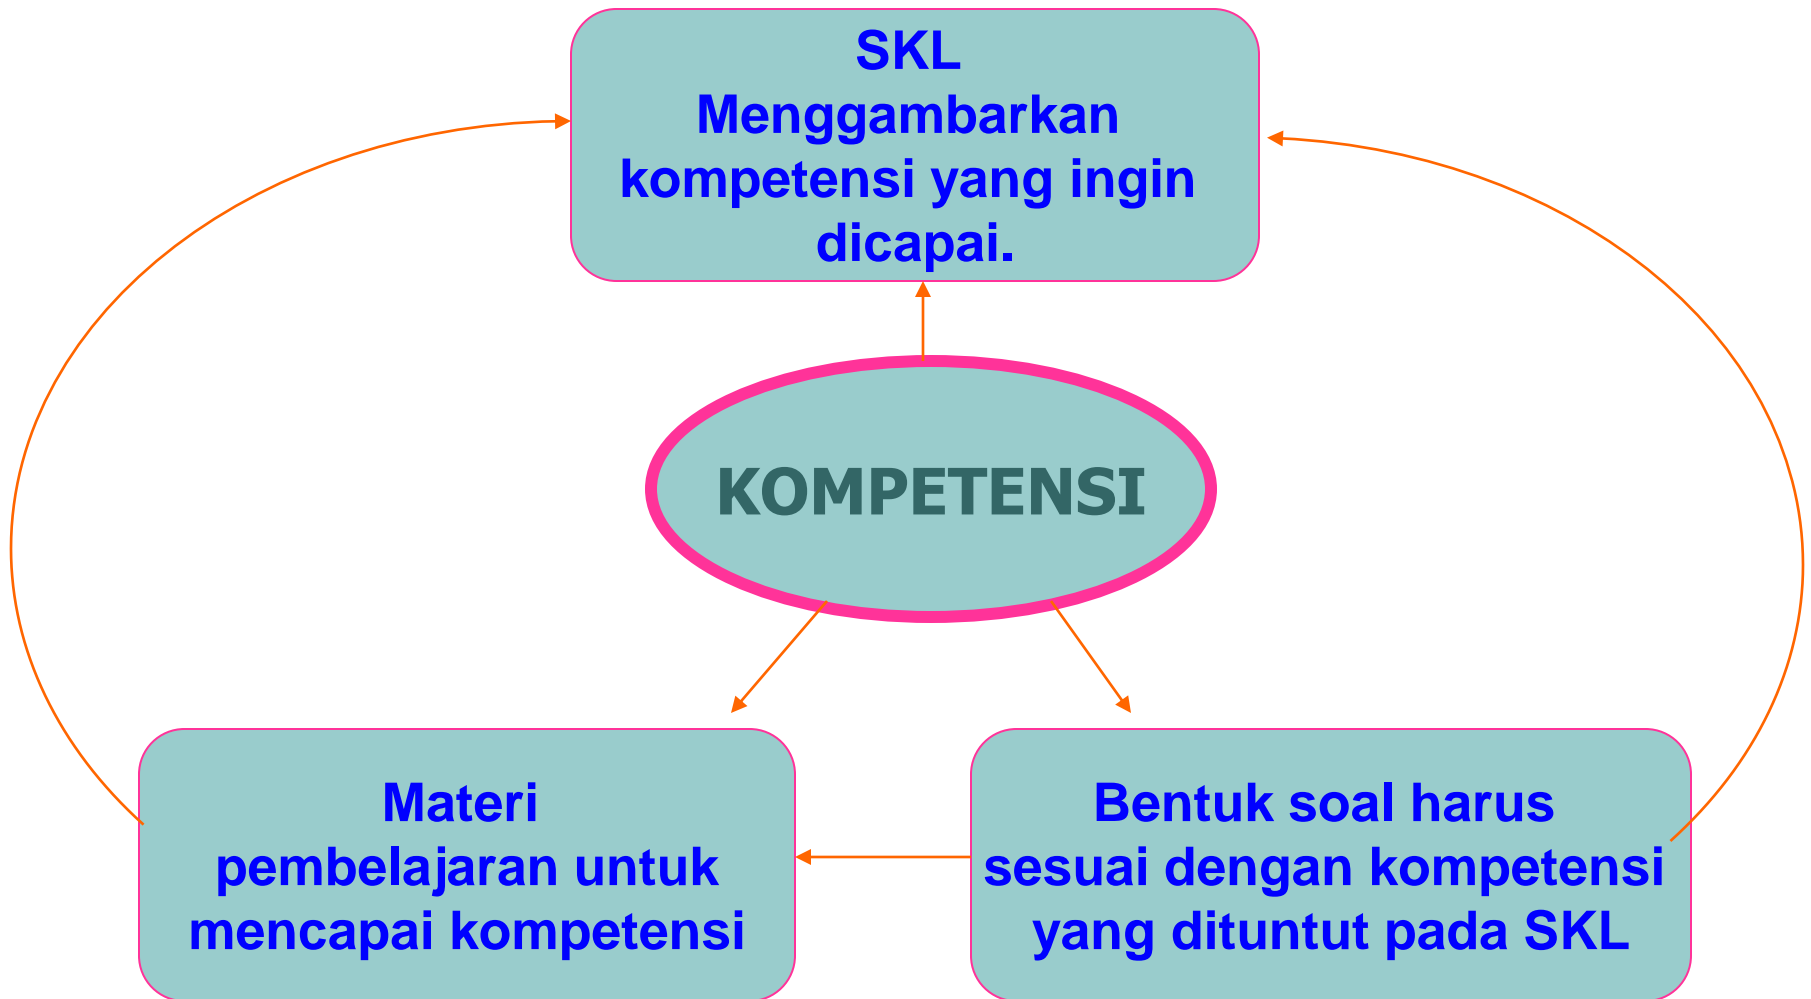 SKL
Menggambarkan
kompetensi yang ingin
dicapai.
KOMPETENSI
Materi
pembelajaran untuk
mencapai kompetensi
Bentuk soal harus
sesuai dengan kompetensi
yang dituntut pada SKL